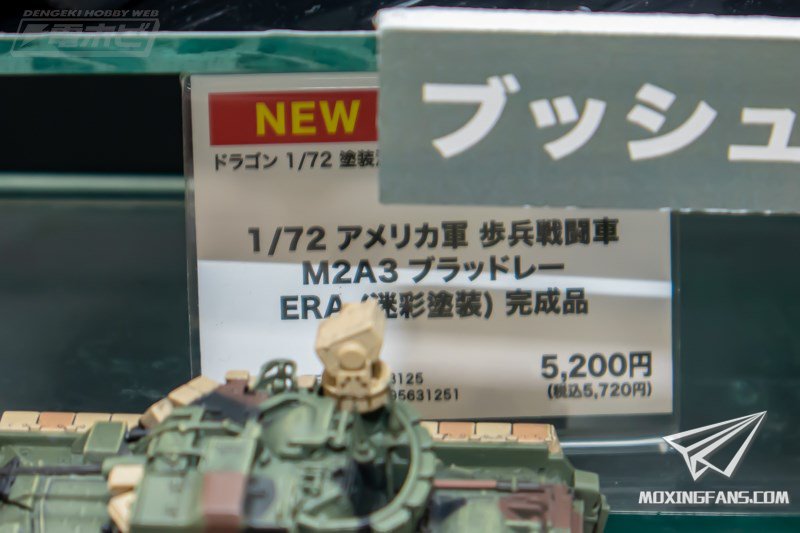 DENGEKI HOBBY WEB
電ホビ
ブッシュ
NEW
ドラゴン 1/72 塗装
1/72 アメリカ軍 歩兵戦闘車
M2A3 ブラッドレー
ERA (迷彩塗装) 完成品
3125
95631251
5,200円
(税込5,720円)
MOXINGFANS.COM